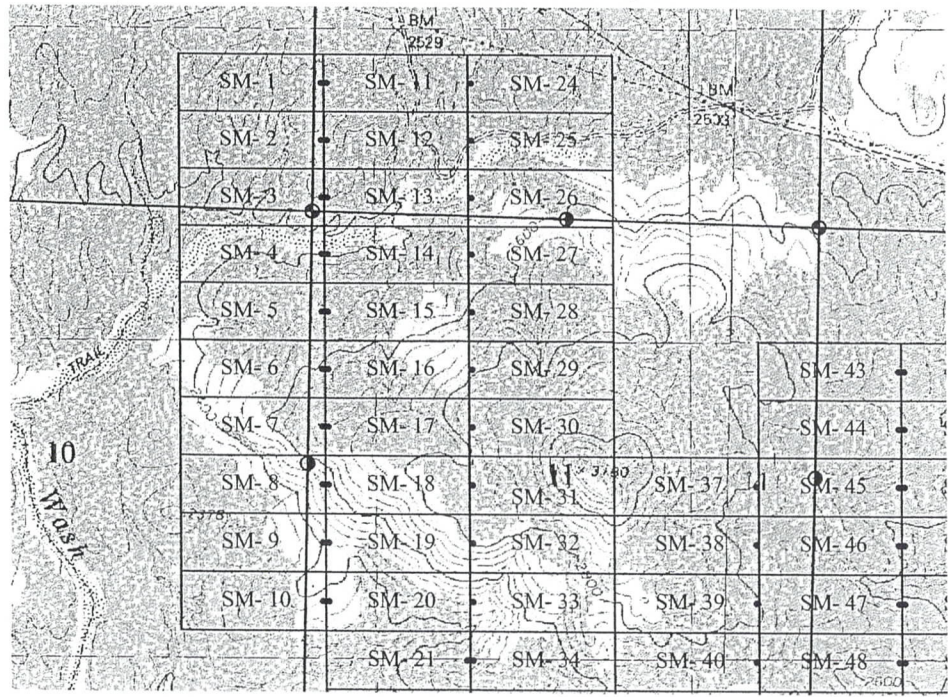 BM
2529
SM- 1 SM- 11 SM- 24
BM
2503
SM- 2 SM- 12 SM- 25
SM- 3 SM- 13 SM- 26
SM- 4 SM- 14 SM- 27
SM- 5 SM- 15 SM- 28
TRAIL
SM- 6 SM- 16 SM- 29 SM- 43
SM- 7 SM- 17 SM- 30 SM- 44
10
11
SM- 8 SM- 18 SM- 31 SM- 37 SM- 45
Wash
2378
SM- 9 SM- 19 SM- 32 SM- 38 SM- 46
SM- 10 SM- 20 SM- 33 SM- 39 SM- 47
SM- 21 SM- 34 SM- 40 SM- 48
2600